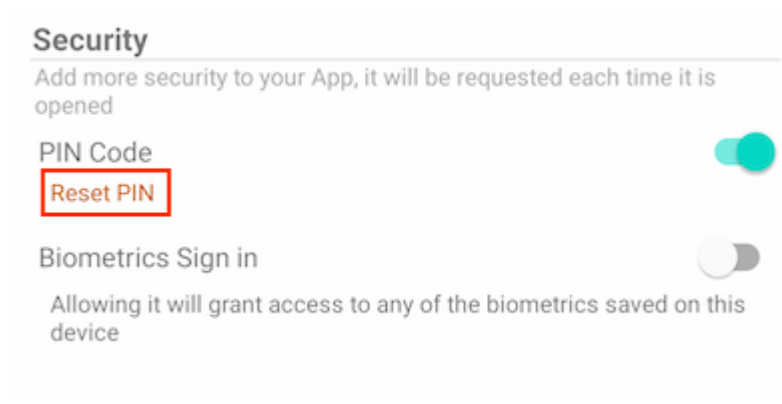 Security
Add more security to your App, it will be requested each time it is
opened
PIN Code
Reset PIN
Biometrics Sign in
Allowing it will grant access to any of the biometrics saved on this
device